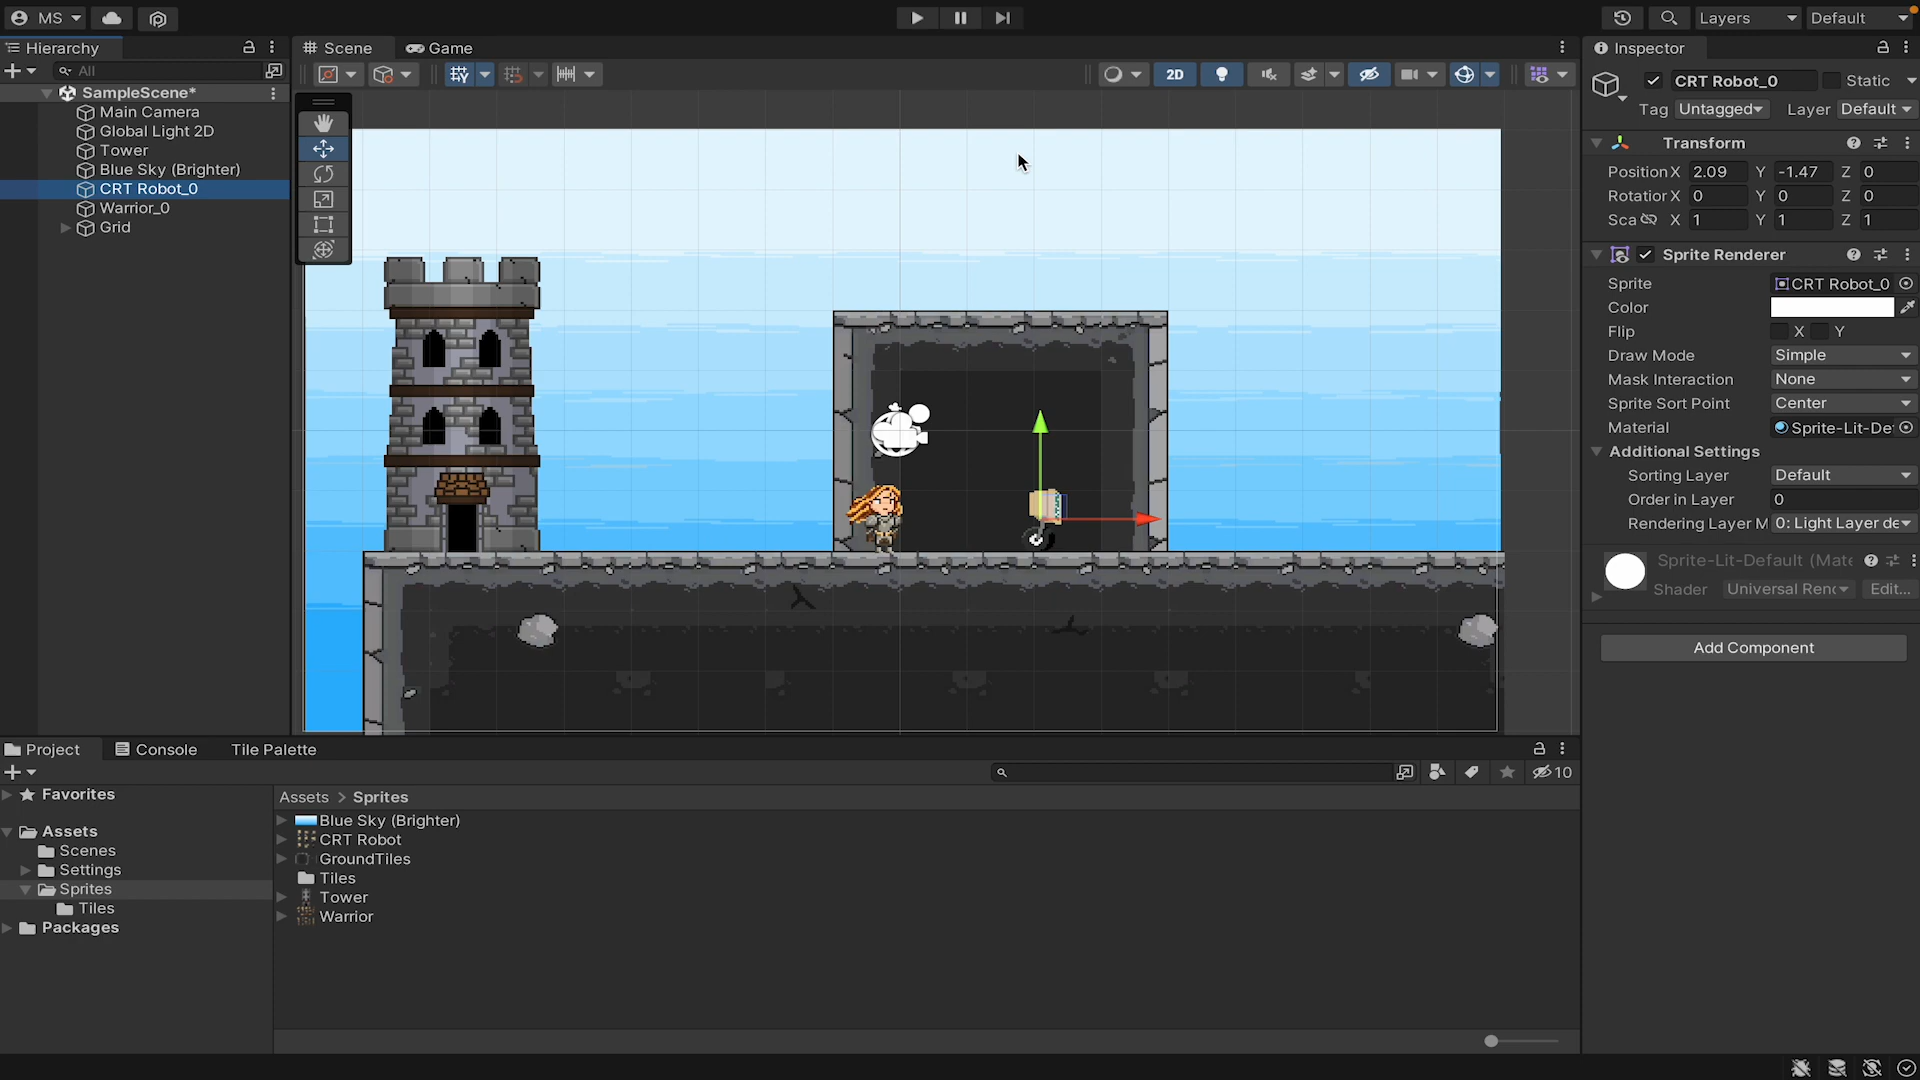 MS
Layers
Default
Hierarchy
All
SampleScene*
Main Camera
Global Light 2D
Tower
Blue Sky (Brighter)
CRT Robot_0
Warrior_0
Grid
Scene
Game
2D
Inspector
CRT Robot_0
Static
Tag Untagged Layer Default
Transform
Position X 2.09 Y -1.47 Z 0
Rotatior X 0 Y 0 Z 0
Sca X 1 Y 1 Z 1
Sprite Renderer
Sprite CRT Robot_0
Color
Flip X Y
Draw Mode Simple
Mask Interaction None
Sprite Sort Point Center
Material Sprite-Lit-De
Additional Settings
Sorting Layer Default
Order in Layer 0
Rendering Layer M 0: Light Layer de
Sprite-Lit-Default (Mate
Shader Universal Ren Edit...
Add Component
Project
Console
Tile Palette
10
Favorites
Assets
Scenes
Settings
Sprites
Tiles
Packages
Assets > Sprites
Blue Sky (Brighter)
CRT Robot
GroundTiles
Tiles
Tower
Warrior